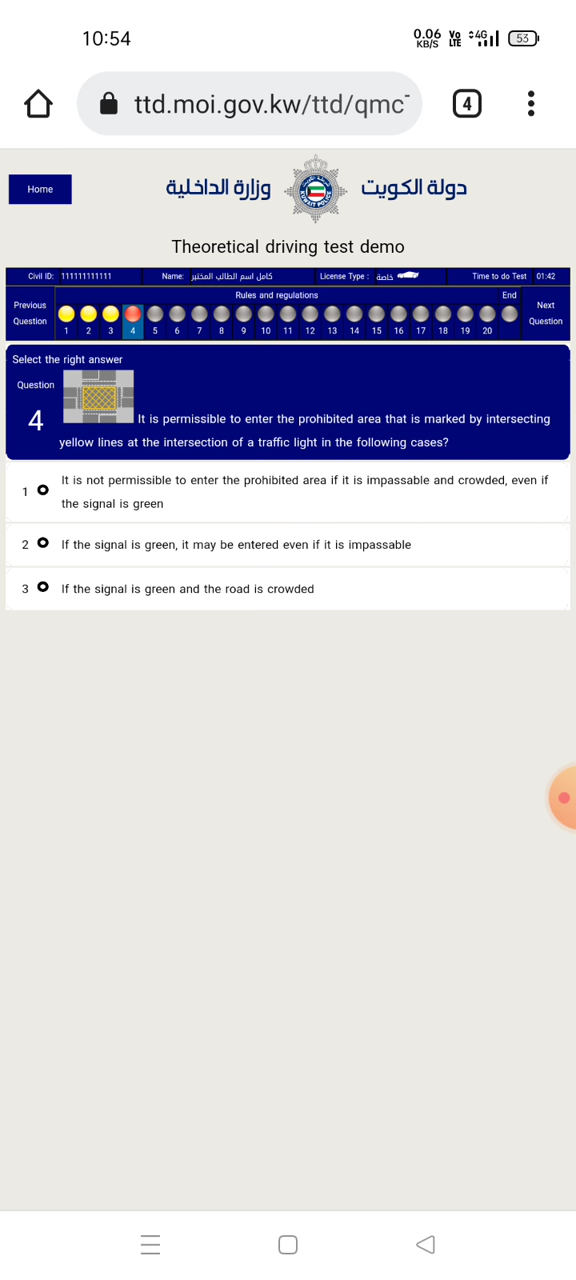 10:54
0.06 KB/S Vo LTE 4G 53
ttd.moi.gov.kw/ttd/qmc
4
Home
وزارة الداخلية
دولة الكويت
Theoretical driving test demo
Civil ID: 111111111111 Name: كامل اسم الطالب المختبر License Type : خاصة Time to do Test 01:42
Rules and regulations
End
Previous Question
Next Question
1 2 3 4 5 6 7 8 9 10 11 12 13 14 15 16 17 18 19 20
Select the right answer
Question
4
It is permissible to enter the prohibited area that is marked by intersecting
yellow lines at the intersection of a traffic light in the following cases?
1 It is not permissible to enter the prohibited area if it is impassable and crowded, even if
the signal is green
2 If the signal is green, it may be entered even if it is impassable
3 If the signal is green and the road is crowded